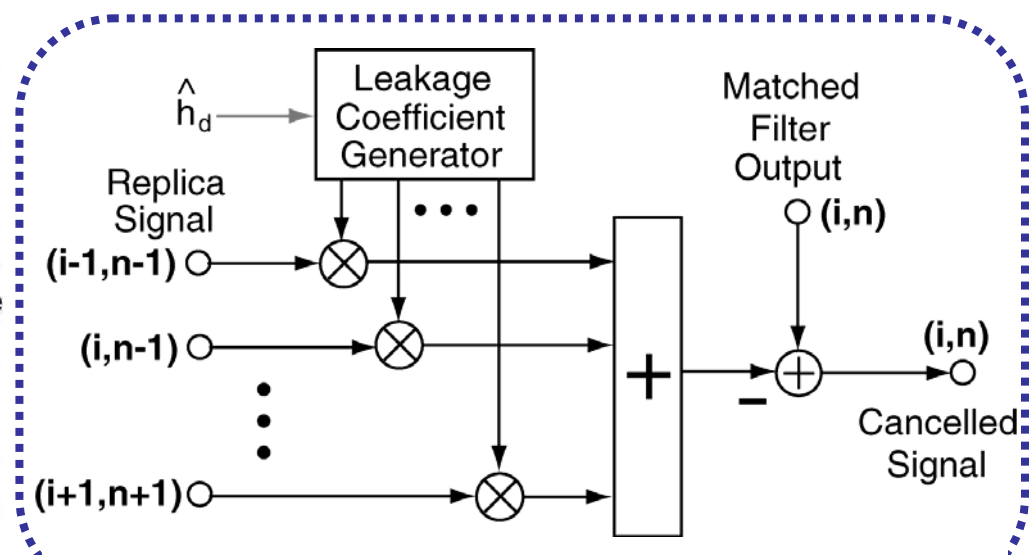 Leakage
Coefficient
Generator
ĥd
Replica
Signal
(i-1,n-1)
(i,n-1)
(i+1,n+1)
+
−
Matched
Filter
Output
(i,n)
(i,n)
Cancelled
Signal